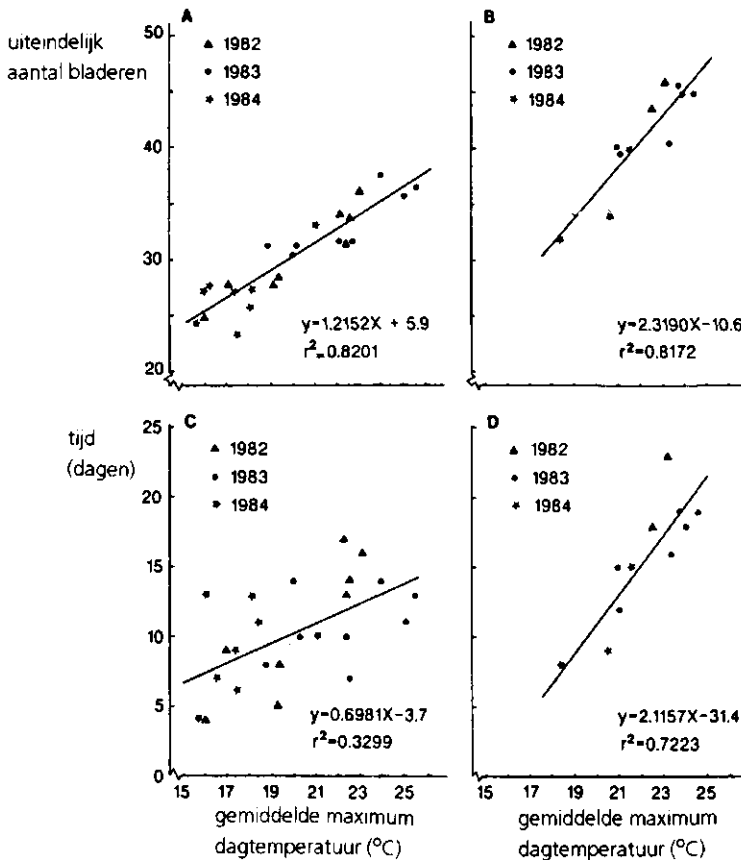 uiteindelijk
aantal bladeren
A
▲ 1982
● 1983
★ 1984
50
40
30
20
y=1.2152X + 5.9
r²=0.8201
B
▲ 1982
● 1983
★ 1984
y=2.3190X-10.6
r²=0.8172
tijd
(dagen)
C
▲ 1982
● 1983
★ 1984
25
20
15
10
5
0
y=0.6981X-3.7
r²=0.3299
15 17 19 21 23 25
gemiddelde maximum
dagtemperatuur (°C)
D
▲ 1982
● 1983
★ 1984
y=2.1157X-31.4
r²=0.7223
15 17 19 21 23 25
gemiddelde maximum
dagtemperatuur (°C)